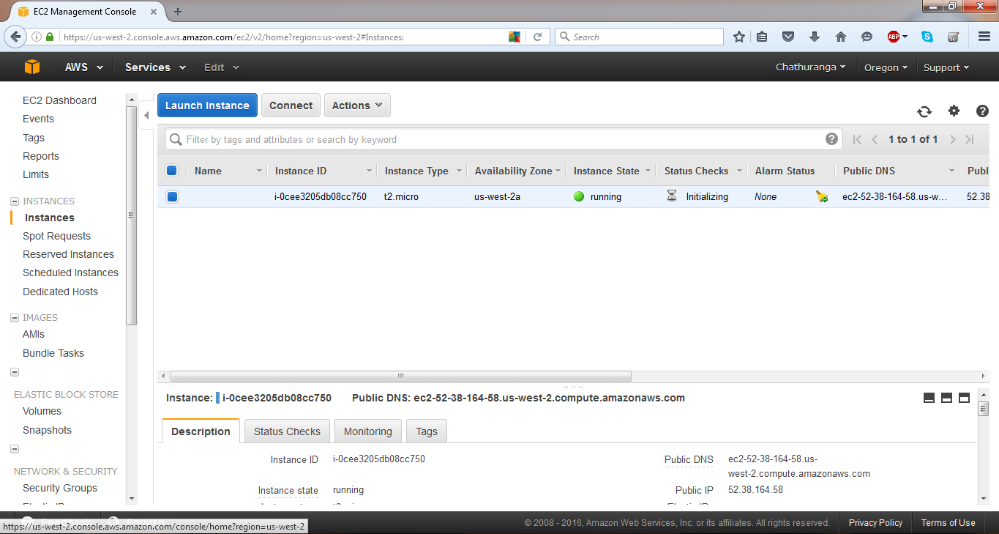 EC2 Management Console
https://us-west-2.console.aws.amazon.com/ec2/v2/home?region=us-west-2#Instances:
Search
ABP
AWS Services Edit Chathuranga Oregon Support
EC2 Dashboard
Events
Tags
Reports
Limits
INSTANCES
Instances
Spot Requests
Reserved Instances
Scheduled Instances
Dedicated Hosts
IMAGES
AMIs
Bundle Tasks
ELASTIC BLOCK STORE
Volumes
Snapshots
NETWORK & SECURITY
Security Groups
Launch Instance Connect Actions
Filter by tags and attributes or search by keyword
1 to 1 of 1
Name Instance ID Instance Type Availability Zone Instance State Status Checks Alarm Status Public DNS Publ
i-0cee3205db08cc750 t2.micro us-west-2a running Initializing None ec2-52-38-164-58.us-w... 52.38
Instance: i-0cee3205db08cc750 Public DNS: ec2-52-38-164-58.us-west-2.compute.amazonaws.com
Description Status Checks Monitoring Tags
Instance ID i-0cee3205db08cc750
Public DNS ec2-52-38-164-58.us-
west-2.compute.amazonaws.com
Instance state running
Public IP 52.38.164.58
https://us-west-2.console.aws.amazon.com/console/home?region=us-west-2
© 2008 - 2016, Amazon Web Services, Inc. or its affiliates. All rights reserved. Privacy Policy Terms of Use